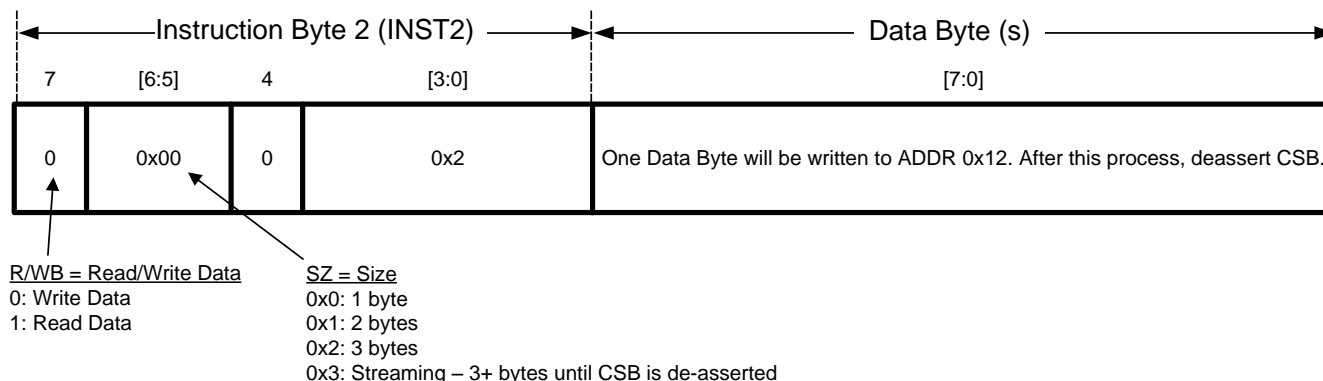 Instruction Byte 2 (INST2) Data Byte (s)
7 [6:5] 4 [3:0] [7:0]
0 0x00 0 0x2 One Data Byte will be written to ADDR 0x12. After this process, deassert CSB.
R/WB = Read/Write Data
0: Write Data
1: Read Data
SZ = Size
0x0: 1 byte
0x1: 2 bytes
0x2: 3 bytes
0x3: Streaming – 3+ bytes until CSB is de-asserted